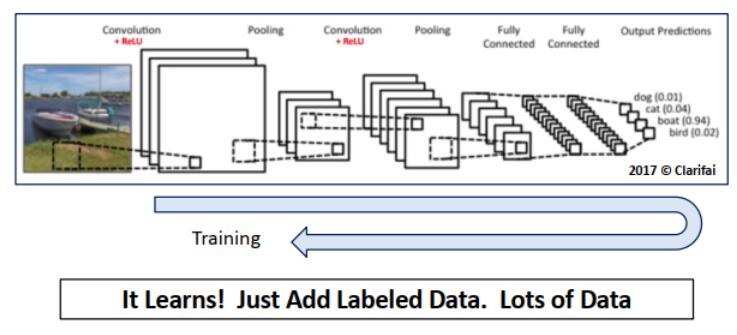 Convolution Pooling Convolution Pooling Fully Fully Output Predictions
+ ReLU + ReLU Connected Connected
dog (0.01)
cat (0.04)
boat (0.94)
bird (0.02)
2017 © Clarifai
Training
It Learns! Just Add Labeled Data. Lots of Data